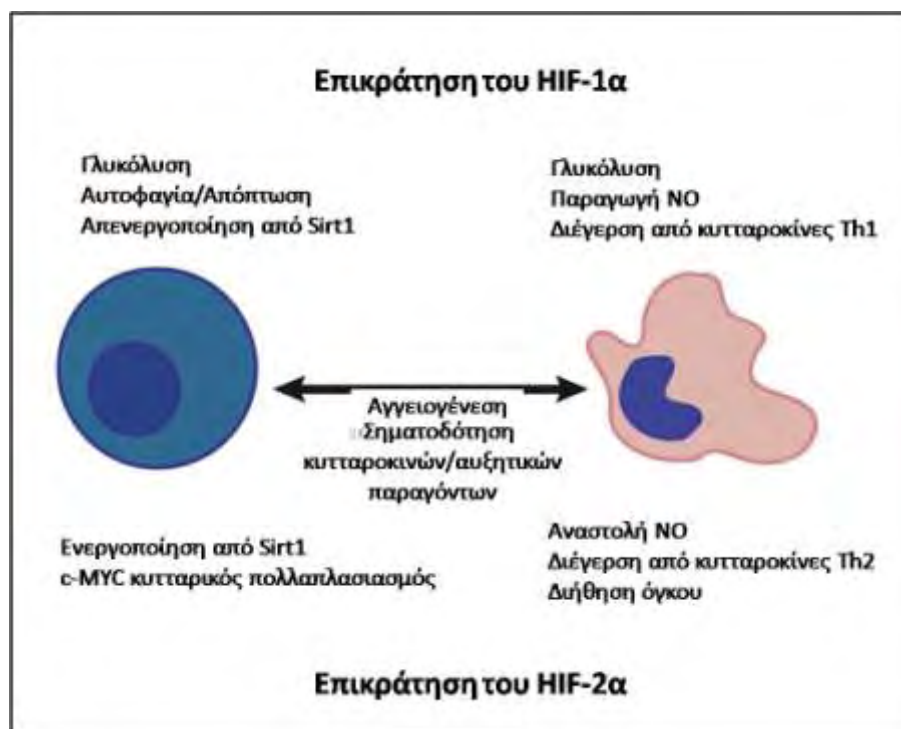 Επικράτηση του HIF-1α
Γλυκόλυση
Αυτοφαγία/Απόπτωση
Απενεργοποίηση από Sirt1
Γλυκόλυση
Παραγωγή NO
Διέγερση από κυτταροκίνες Th1
Αγγειογένεση
Σηματοδότηση
κυτταροκινών/αυξητικών
παραγόντων
Ενεργοποίηση από Sirt1
c-MYC κυτταρικός πολλαπλασιασμός
Αναστολή NO
Διέγερση από κυτταροκίνες Th2
Διήθηση όγκου
Επικράτηση του HIF-2α